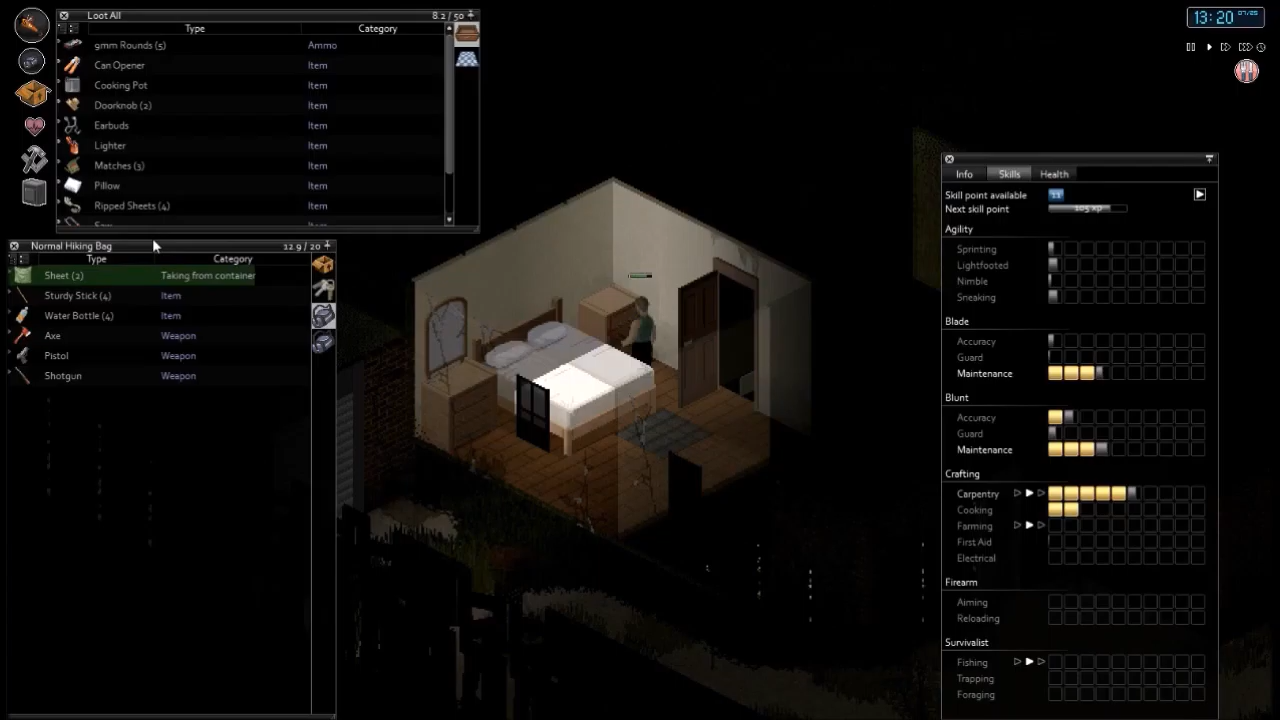 Loot All 8.2 / 50
Type Category
9mm Rounds (5) Ammo
Can Opener Item
Cooking Pot Item
Doorknob (2) Item
Earbuds Item
Lighter Item
Matches (3) Item
Pillow Item
Ripped Sheets (4) Item
Normal Hiking Bag 12.9 / 20
Type Category
Sheet (2) Taking from container
Sturdy Stick (4) Item
Water Bottle (4) Item
Axe Weapon
Pistol Weapon
Shotgun Weapon
13:20 07/25
Info Skills Health
Skill point available 11
Next skill point 105 xp
Agility
Sprinting
Lightfooted
Nimble
Sneaking
Blade
Accuracy
Guard
Maintenance
Blunt
Accuracy
Guard
Maintenance
Crafting
Carpentry
Cooking
Farming
First Aid
Electrical
Firearm
Aiming
Reloading
Survivalist
Fishing
Trapping
Foraging